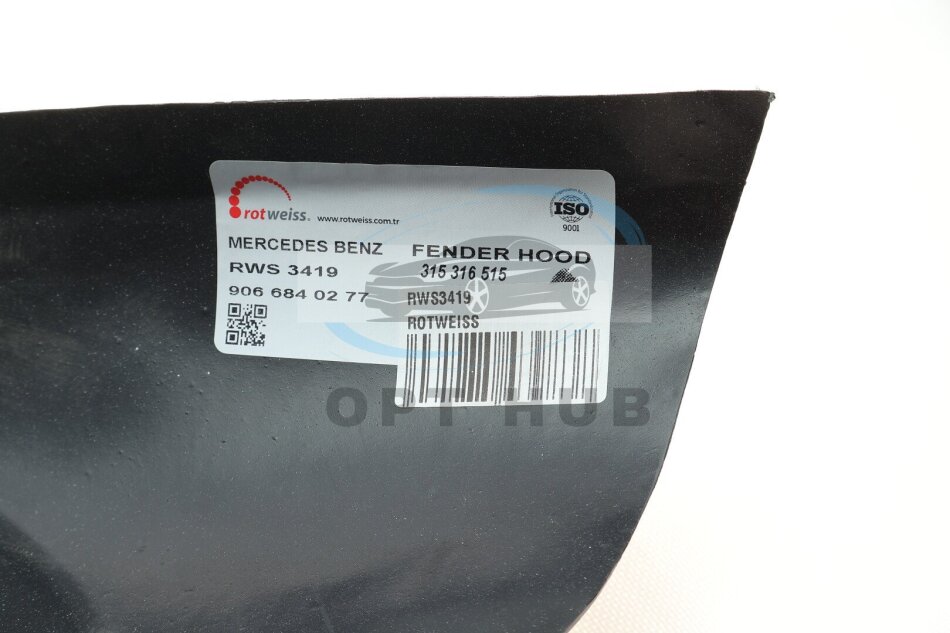 rotweiss. www.rotweiss.com.tr
ISO
9001
MERCEDES BENZ
FENDER HOOD
RWS 3419
315 316 515
906 684 02 77
RWS3419
ROTWEISS
OPT HUB